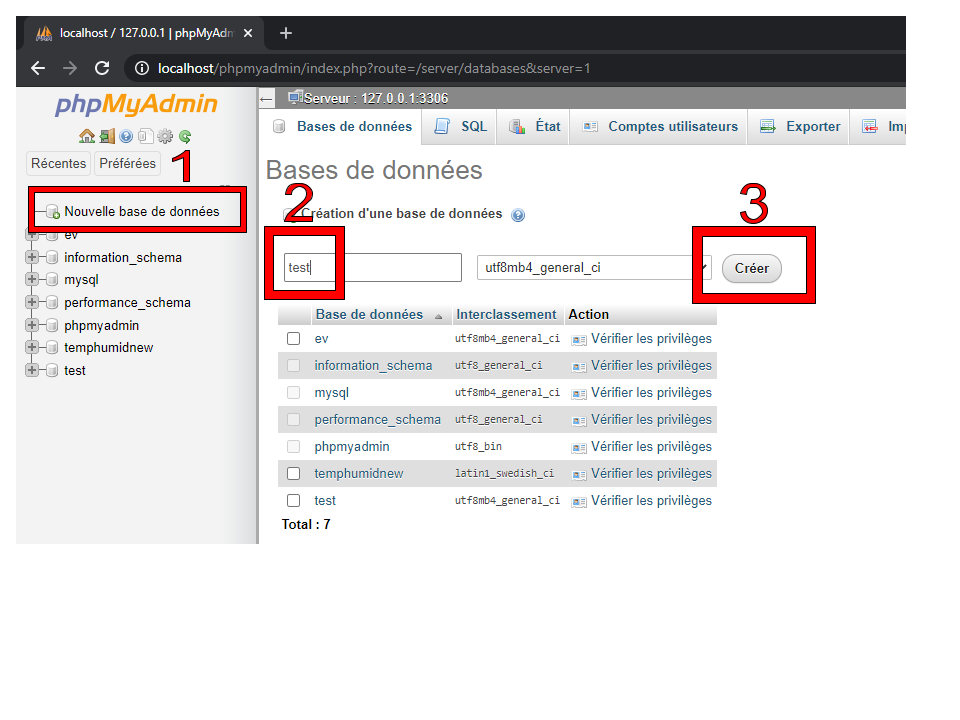 localhost / 127.0.0.1 | phpMyAdm
localhost/phpmyadmin/index.php?route=/server/databases&server=1
phpMyAdmin
Serveur : 127.0.0.1:3306
Bases de données SQL État Comptes utilisateurs Exporter Imp
Récentes Préférées
1
Bases de données
2
3
Nouvelle base de données
Création d'une base de données
ev
information_schema
mysql
performance_schema
phpmyadmin
temphumidnew
test
test utf8mb4_general_ci Créer
Base de données Interclassement Action
ev utf8mb4_general_ci Vérifier les privilèges
information_schema utf8_general_ci Vérifier les privilèges
mysql utf8mb4_general_ci Vérifier les privilèges
performance_schema utf8_general_ci Vérifier les privilèges
phpmyadmin utf8_bin Vérifier les privilèges
temphumidnew latin1_swedish_ci Vérifier les privilèges
test utf8mb4_general_ci Vérifier les privilèges
Total : 7